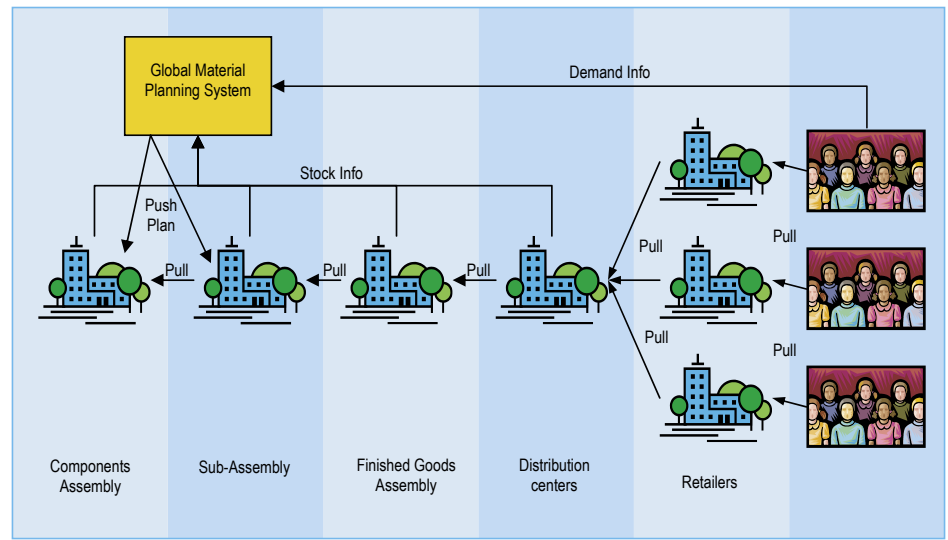 Global Material
Planning System
Demand Info
Stock Info
Push
Plan
Pull
Pull
Pull
Pull
Pull
Pull
Pull
Components
Assembly
Sub-Assembly
Finished Goods
Assembly
Distribution
centers
Retailers